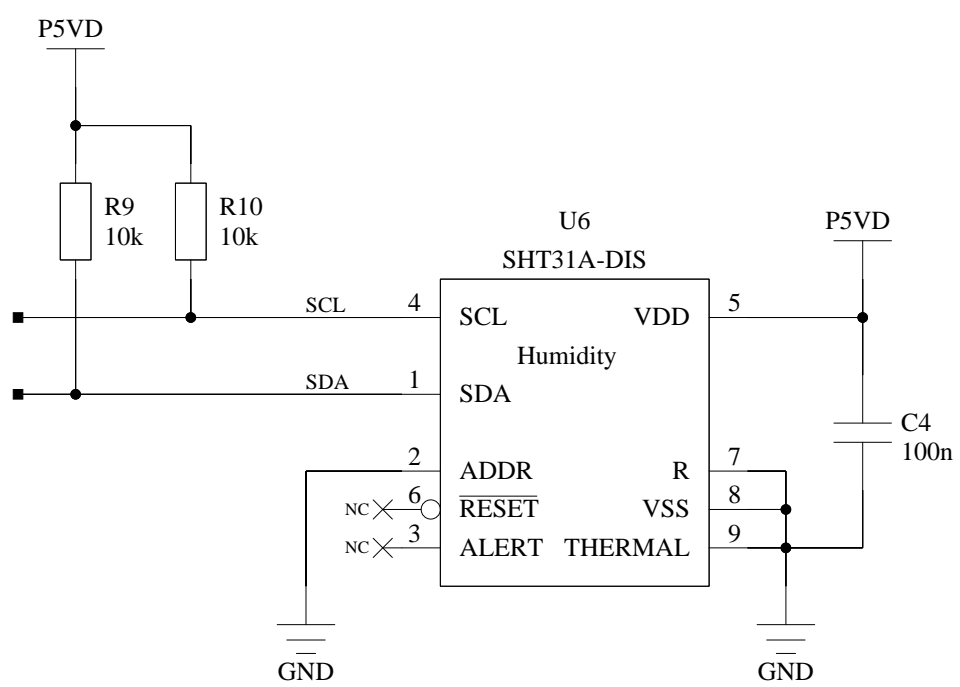 P5VD
R9
10k
R10
10k
U6
SHT31A-DIS
P5VD
SCL
4
SCL
VDD
5
Humidity
SDA
1
SDA
C4
100n
2
ADDR
R
7
NC
6
RESET
VSS
8
NC
3
ALERT
THERMAL
9
GND
GND